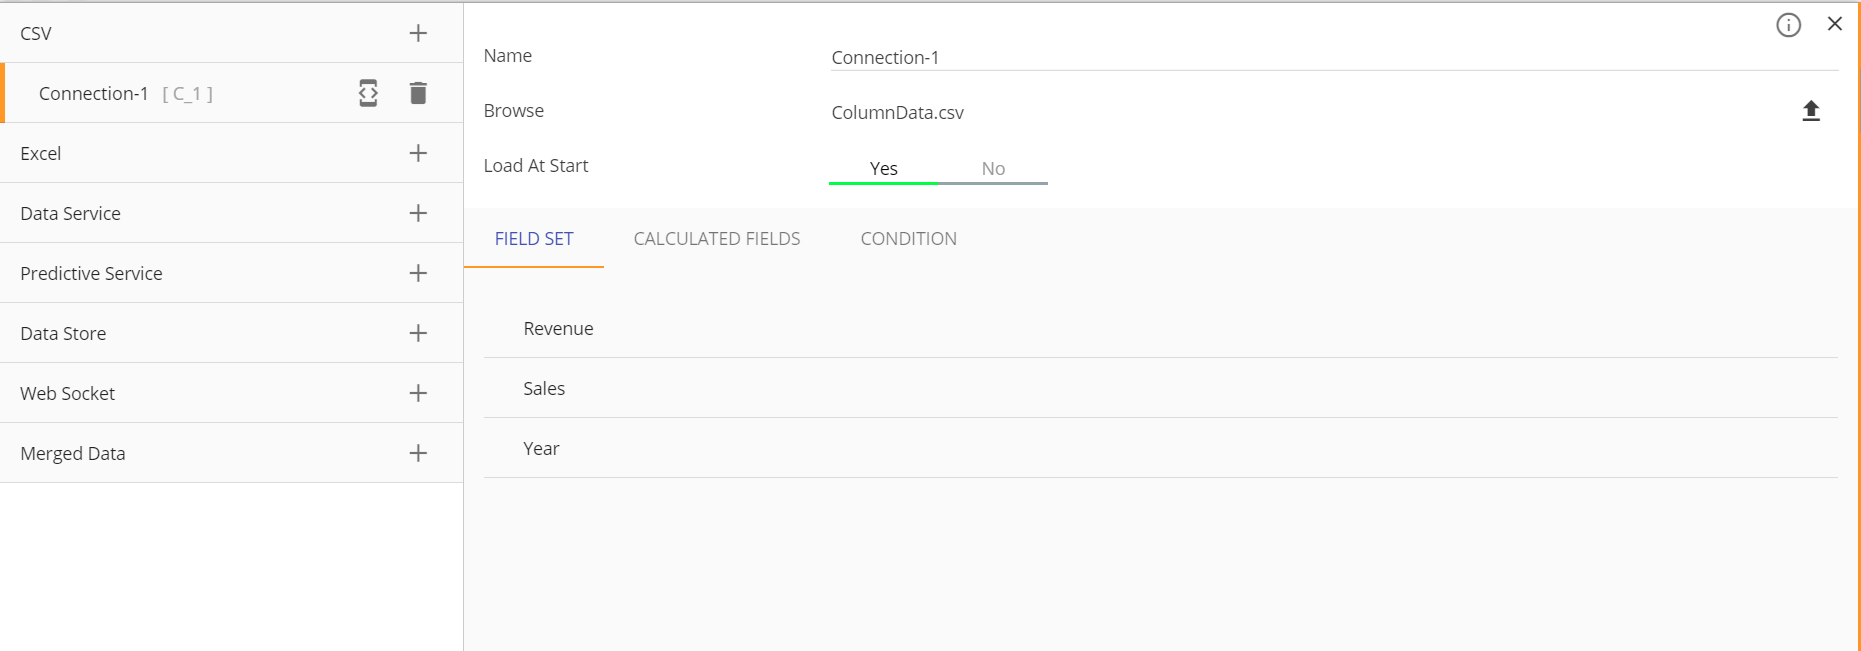 CSV
Connection-1 [ C_1 ]
Excel
Data Service
Predictive Service
Data Store
Web Socket
Merged Data
Name Connection-1
Browse ColumnData.csv
Load At Start Yes No
FIELD SET CALCULATED FIELDS CONDITION
Revenue
Sales
Year